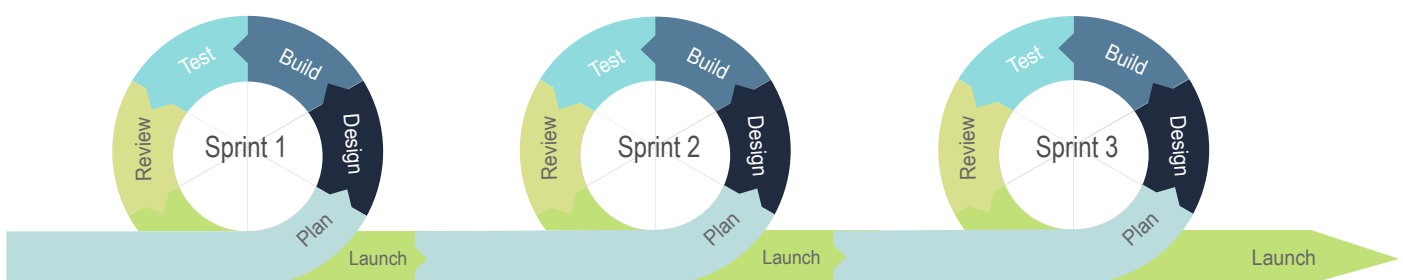 Sprint 1
Plan
Design
Build
Test
Review
Launch
Sprint 2
Plan
Design
Build
Test
Review
Launch
Sprint 3
Plan
Design
Build
Test
Review
Launch